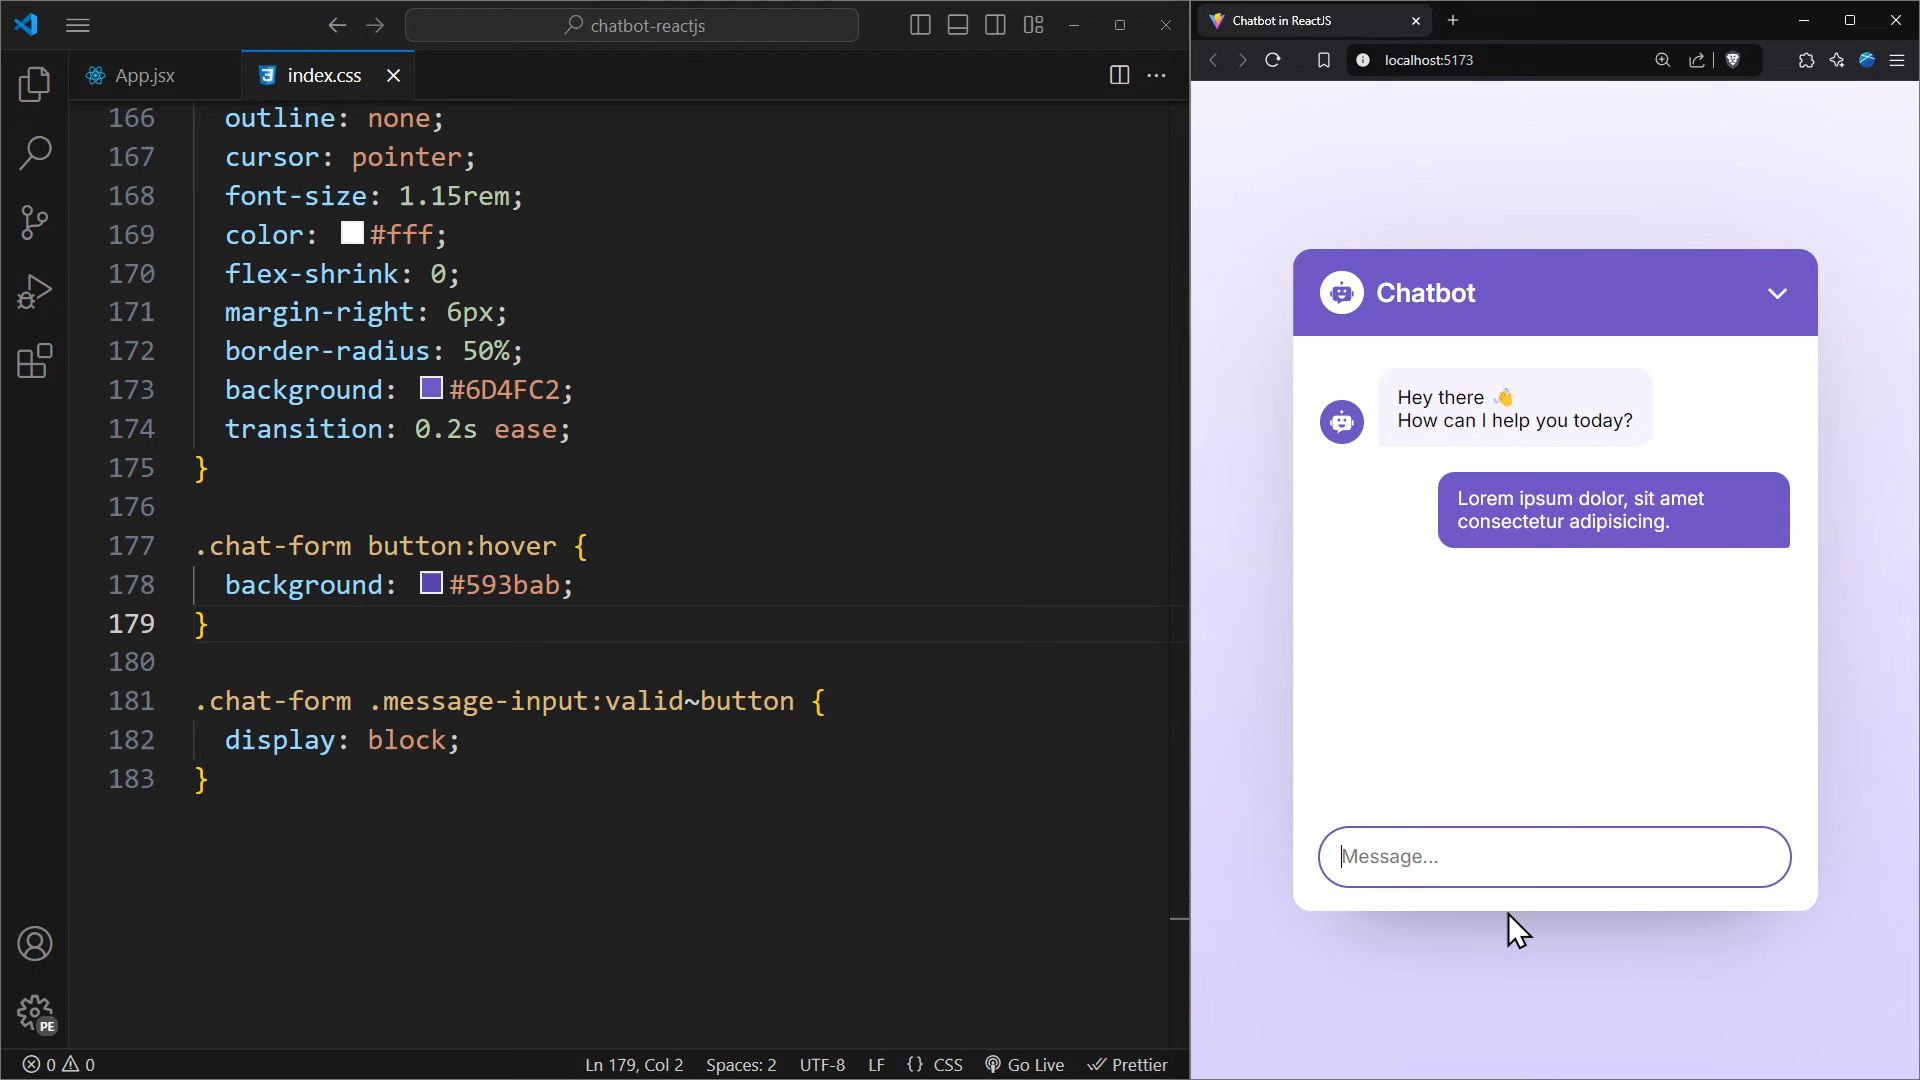 chatbot-reactjs
App.jsx
index.css
166 outline: none;
167 cursor: pointer;
168 font-size: 1.15rem;
169 color: #fff;
170 flex-shrink: 0;
171 margin-right: 6px;
172 border-radius: 50%;
173 background: #6D4FC2;
174 transition: 0.2s ease;
175 }
176
177 .chat-form button:hover {
178 background: #593bab;
179 }
180
181 .chat-form .message-input:valid~button {
182 display: block;
183 }
PE
0 0
Ln 179, Col 2 Spaces: 2 UTF-8 LF {} CSS Go Live Prettier
Chatbot in ReactJS
localhost:5173
Chatbot
Hey there 👋
How can I help you today?
Lorem ipsum dolor, sit amet
consectetur adipisicing.
Message...